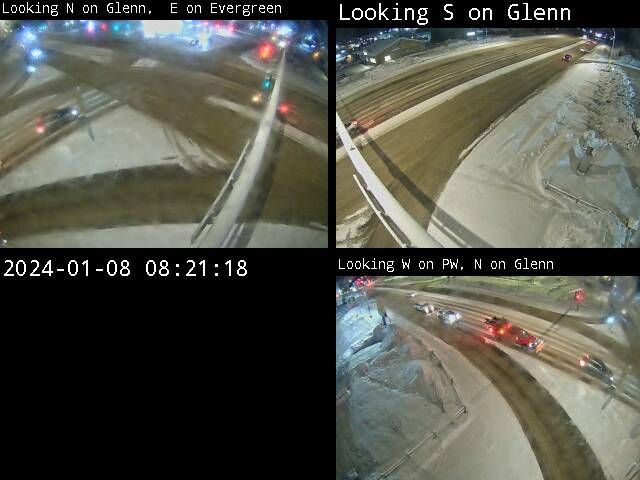 Looking N on Glenn, E on Evergreen
Looking S on Glenn
2024-01-08 08:21:18
Looking W on PW, N on Glenn